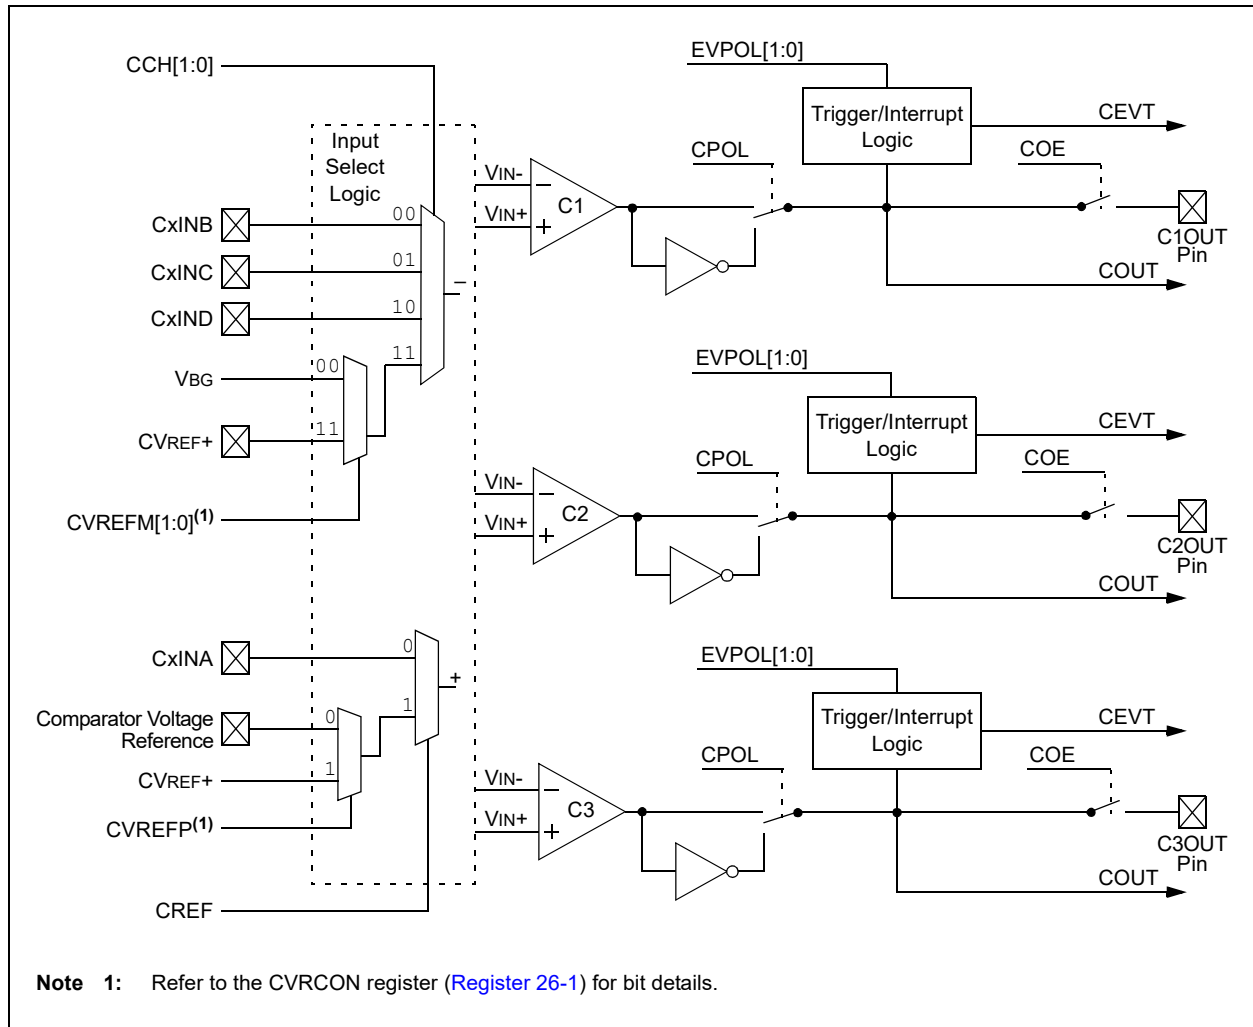 CCH[1:0]
Input
Select
Logic
CxINB
00
CxINC
01
CxIND
10
11
VBG
00
CVREF+
11
CVREFM[1:0](1)
–
CxINA
0
Comparator Voltage
Reference
0
1
CVREF+
1
CVREFP(1)
CREF
+
EVPOL[1:0]
Trigger/Interrupt
Logic
CEVT
CPOL
COE
VIN-
VIN+
–
+
C1
C1OUT
Pin
COUT
EVPOL[1:0]
Trigger/Interrupt
Logic
CEVT
CPOL
COE
VIN-
VIN+
–
+
C2
C2OUT
Pin
COUT
EVPOL[1:0]
Trigger/Interrupt
Logic
CEVT
CPOL
COE
VIN-
VIN+
–
+
C3
C3OUT
Pin
COUT
Note 1: Refer to the CVRCON register (Register 26-1) for bit details.